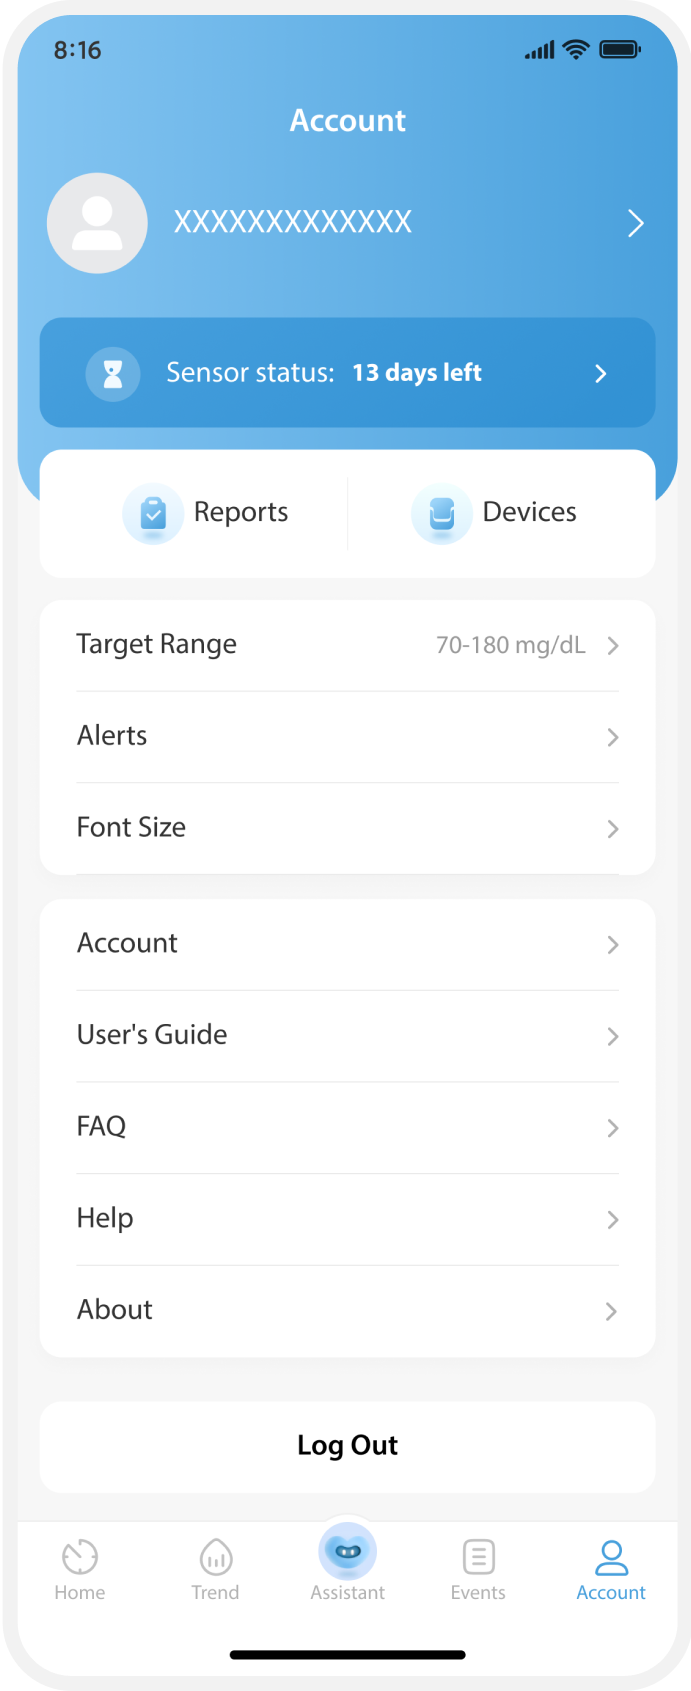 8:16
Account
XXXXXXXXXXXXX
Sensor status: 13 days left
Reports
Devices
Target Range 70-180 mg/dL
Alerts
Font Size
Account
User's Guide
FAQ
Help
About
Log Out
Home Trend Assistant Events Account